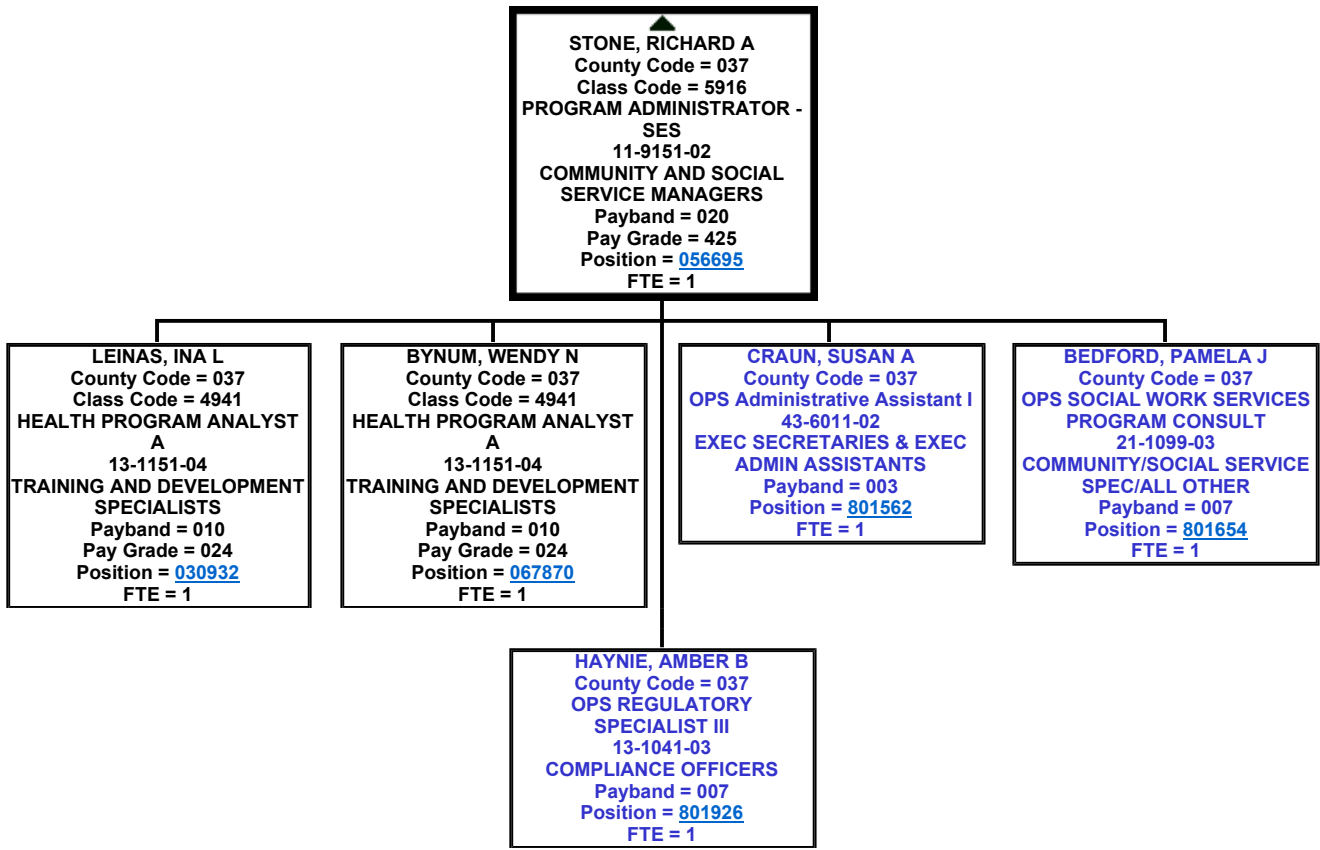 STONE, RICHARD A
County Code = 037
Class Code = 5916
PROGRAM ADMINISTRATOR -
SES
11-9151-02
COMMUNITY AND SOCIAL
SERVICE MANAGERS
Payband = 020
Pay Grade = 425
Position = 056695
FTE = 1
LEINAS, INA L
County Code = 037
Class Code = 4941
HEALTH PROGRAM ANALYST
A
13-1151-04
TRAINING AND DEVELOPMENT
SPECIALISTS
Payband = 010
Pay Grade = 024
Position = 030932
FTE = 1
BYNUM, WENDY N
County Code = 037
Class Code = 4941
HEALTH PROGRAM ANALYST
A
13-1151-04
TRAINING AND DEVELOPMENT
SPECIALISTS
Payband = 010
Pay Grade = 024
Position = 067870
FTE = 1
CRAUN, SUSAN A
County Code = 037
OPS Administrative Assistant I
43-6011-02
EXEC SECRETARIES & EXEC
ADMIN ASSISTANTS
Payband = 003
Position = 801562
FTE = 1
BEDFORD, PAMELA J
County Code = 037
OPS SOCIAL WORK SERVICES
PROGRAM CONSULT
21-1099-03
COMMUNITY/SOCIAL SERVICE
SPEC/ALL OTHER
Payband = 007
Position = 801654
FTE = 1
HAYNIE, AMBER B
County Code = 037
OPS REGULATORY
SPECIALIST III
13-1041-03
COMPLIANCE OFFICERS
Payband = 007
Position = 801926
FTE = 1